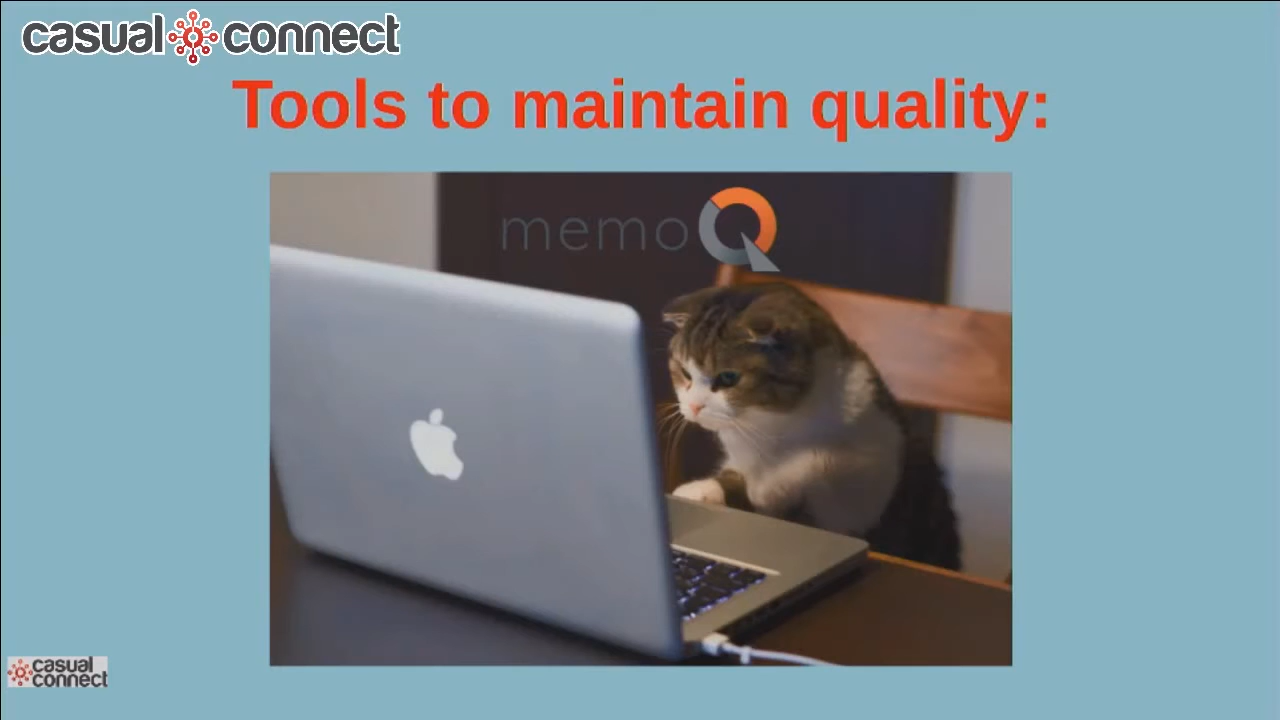 casual connect
Tools to maintain quality:
memoQ
casual
connect